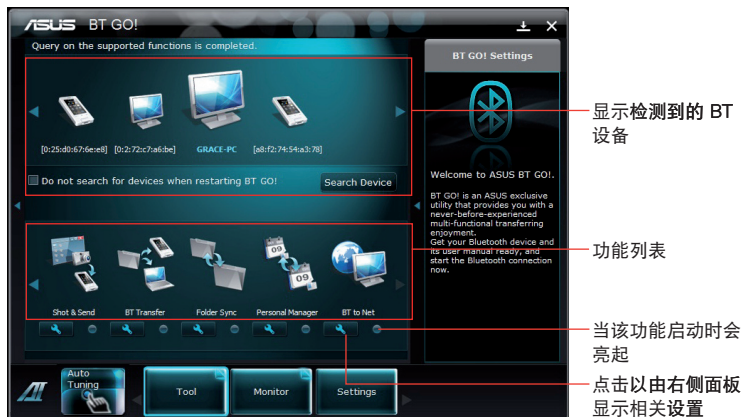 ASUS BT GO!
Query on the supported functions is completed.
[0:25:d0:67:6e:e8] [0:2:72:c7:a6:be] GRACE-PC [a8:f2:74:54:a3:78]
Do not search for devices when restarting BT GO! Search Device
Shot & Send BT Transfer Folder Sync Personal Manager BT to Net
09
09
Auto
Tuning
Tool Monitor Settings
BT GO! Settings
Welcome to ASUS BT GO!.
BT GO! is an ASUS exclusive
utility that provides you with a
never-before-experienced
multi-functional transferring
enjoyment.
Get your Bluetooth device and
its user manual ready, and
start the Bluetooth connection
now.
显示检测到的 BT
设备
功能列表
当该功能启动时会
亮起
点击以由右侧面板
显示相关设置